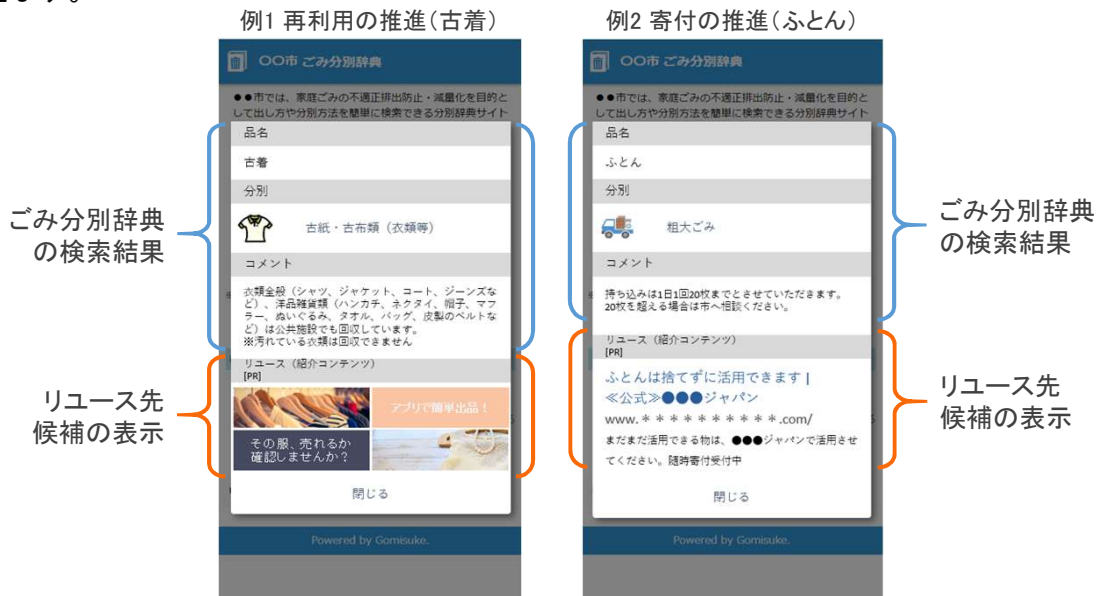 例1 再利用の推進（古着）
〇〇市 ごみ分別辞典
●●市では、家庭ごみの不適正排出防止・減量化を目的と
して出し方や分別方法を簡単に検索できる分別辞典サイト
品名
古着
分別
古紙・古布類（衣類等）
コメント
衣類全般（シャツ、ジャケット、コート、ジーンズな
ど）、洋品雑貨類（ハンカチ、ネクタイ、帽子、マフ
ラー、ぬいぐるみ、タオル、バッグ、皮製のベルトな
ど）は公共施設でも回収しています。
※汚れている衣類は回収できません
リユース（紹介コンテンツ）
[PR]
アプリで簡単出品！
その服、売れるか
確認しませんか？
閉じる
Powered by Gomisuke.
ごみ分別辞典
の検索結果
リユース先
候補の表示
例2 寄付の推進（ふとん）
〇〇市 ごみ分別辞典
●●市では、家庭ごみの不適正排出防止・減量化を目的と
して出し方や分別方法を簡単に検索できる分別辞典サイト
品名
ふとん
分別
粗大ごみ
コメント
持ち込みは1日1回20枚までとさせていただきます。
20枚を超える場合は市へ相談ください。
リユース（紹介コンテンツ）
[PR]
ふとんは捨てずに活用できます |
≪公式≫●●●ジャパン
www.＊＊＊＊＊＊＊＊＊＊.com/
まだまだ活用できる物は、●●●ジャパンで活用させ
てください。随時寄付受付中
閉じる
Powered by Gomisuke.
ごみ分別辞典
の検索結果
リユース先
候補の表示